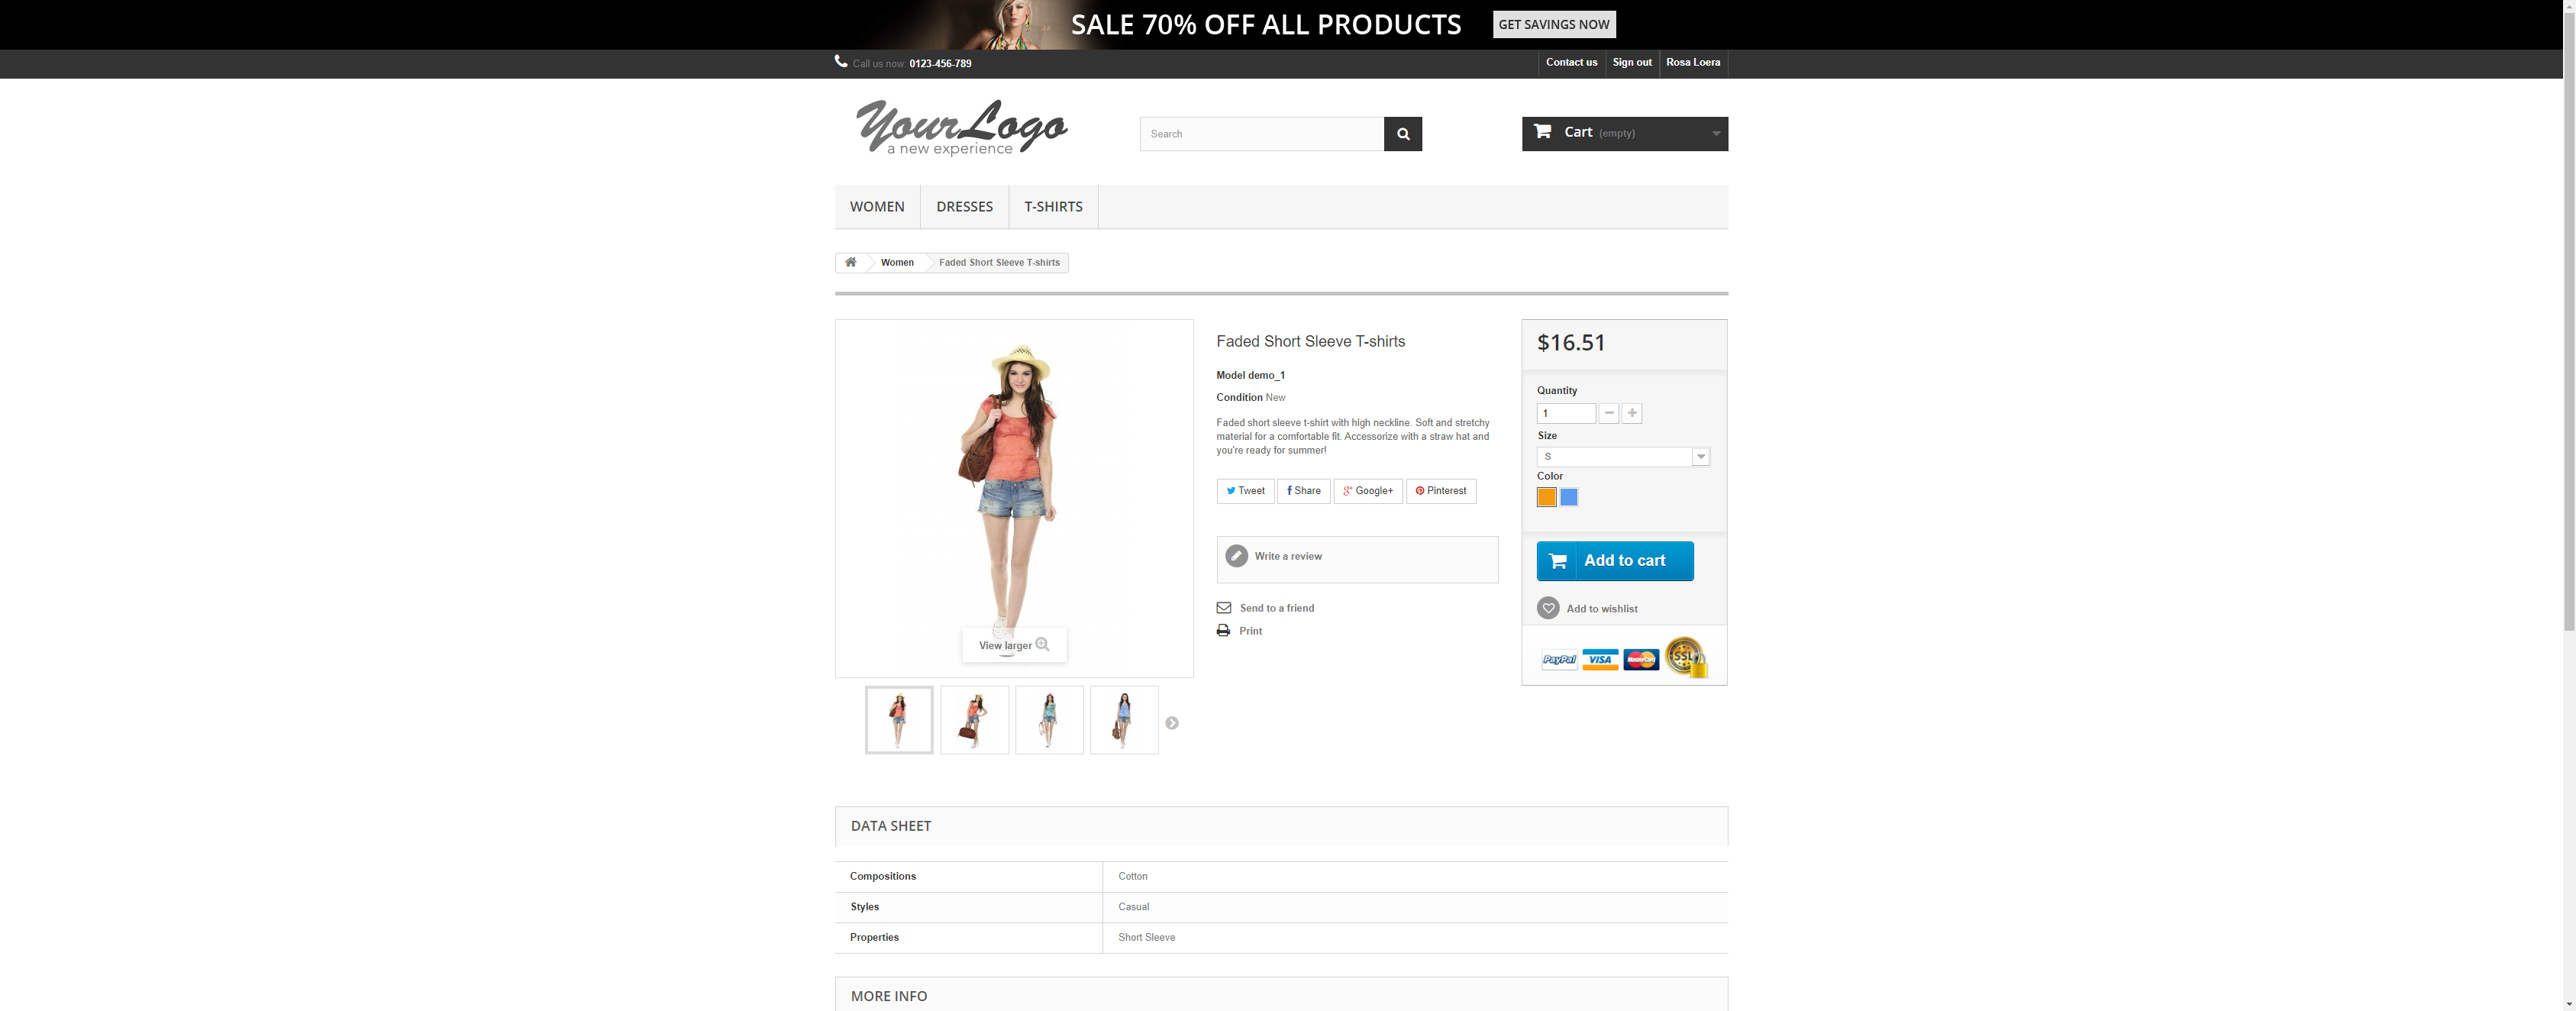 SALE 70% OFF ALL PRODUCTS
GET SAVINGS NOW
Call us now: 0123-456-789
Contact us
Sign out
Rosa Loera
YourLogo
a new experience
Search
Cart (empty)
WOMEN
DRESSES
T-SHIRTS
Women
Faded Short Sleeve T-shirts
View larger
Faded Short Sleeve T-shirts
Model demo_1
Condition New
Faded short sleeve t-shirt with high neckline. Soft and stretchy
material for a comfortable fit. Accessorize with a straw hat and
you're ready for summer!
Tweet
Share
Google+
Pinterest
Write a review
Send to a friend
Print
$16.51
Quantity
1
Size
S
Color
Add to cart
Add to wishlist
PayPal
VISA
MasterCard
SSL
DATA SHEET
Compositions Cotton
Styles Casual
Properties Short Sleeve
MORE INFO